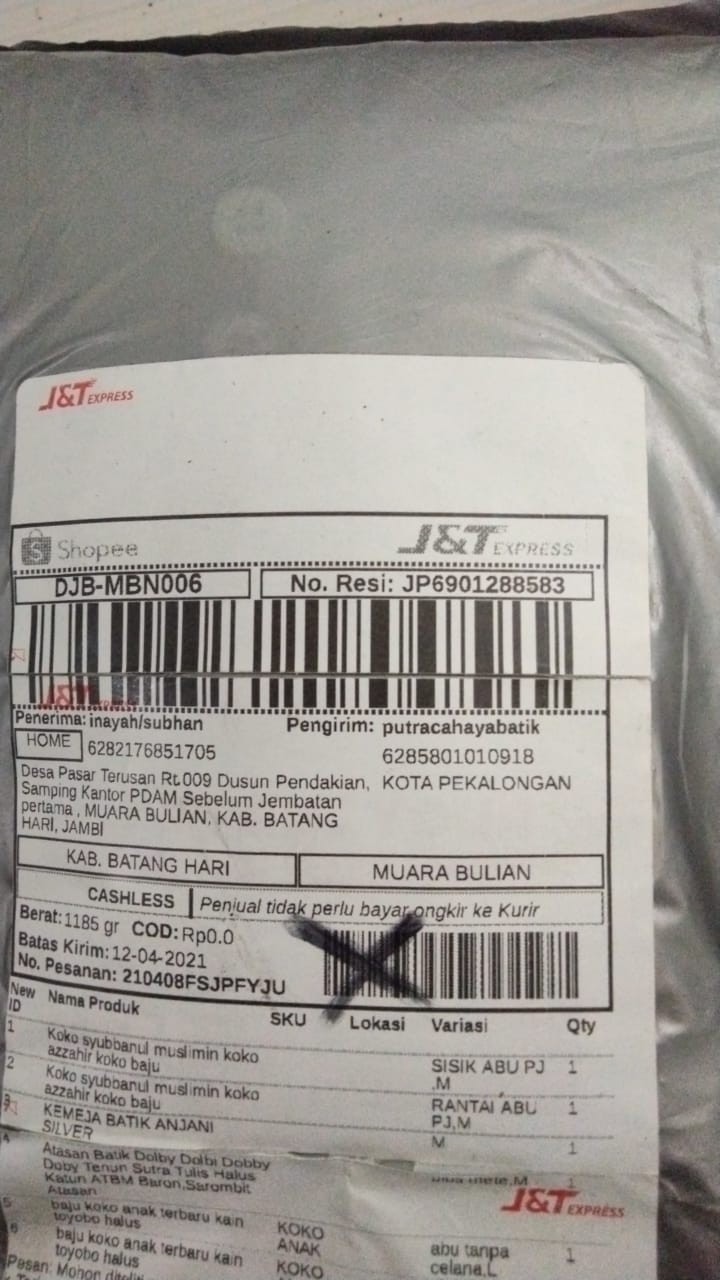 J&T EXPRESS
Shopee J&T EXPRESS
DJB-MBN006 No. Resi: JP6901288583
J&T
Penerima: inayah/subhan Pengirim: putracahayabatik
HOME 6282176851705 6285801010918
Desa Pasar Terusan Rt.009 Dusun Pendakian, KOTA PEKALONGAN
Samping Kantor PDAM Sebelum Jembatan
pertama , MUARA BULIAN, KAB. BATANG
HARI, JAMBI
KAB. BATANG HARI MUARA BULIAN
CASHLESS Penjual tidak perlu bayar ongkir ke Kurir
Berat: 1185 gr COD: Rp0.0
Batas Kirim: 12-04-2021
No. Pesanan: 210408FSJPFYJU
New ID Nama Produk SKU Lokasi Variasi Qty
1 Koko syubbanul muslimin koko SISIK ABU PJ 1
azzahir koko baju ,M
2 Koko syubbanul muslimin koko RANTAI ABU 1
azzahir koko baju PJ,M
3 KEMEJA BATIK ANJANI M 1
SILVER
4 Atasan Batik Dolby Dolbi Dobby 1
Doby Tenun Sutra Tulis Halus
Katun ATBM Baron,Sarombit
Atasan
J&T EXPRESS
5 baju koko anak terbaru kain KOKO abu tanpa 1
toyobo halus ANAK celana,L
6 baju koko anak terbaru kain KOKO
toyobo halus
Pesan: Mohon